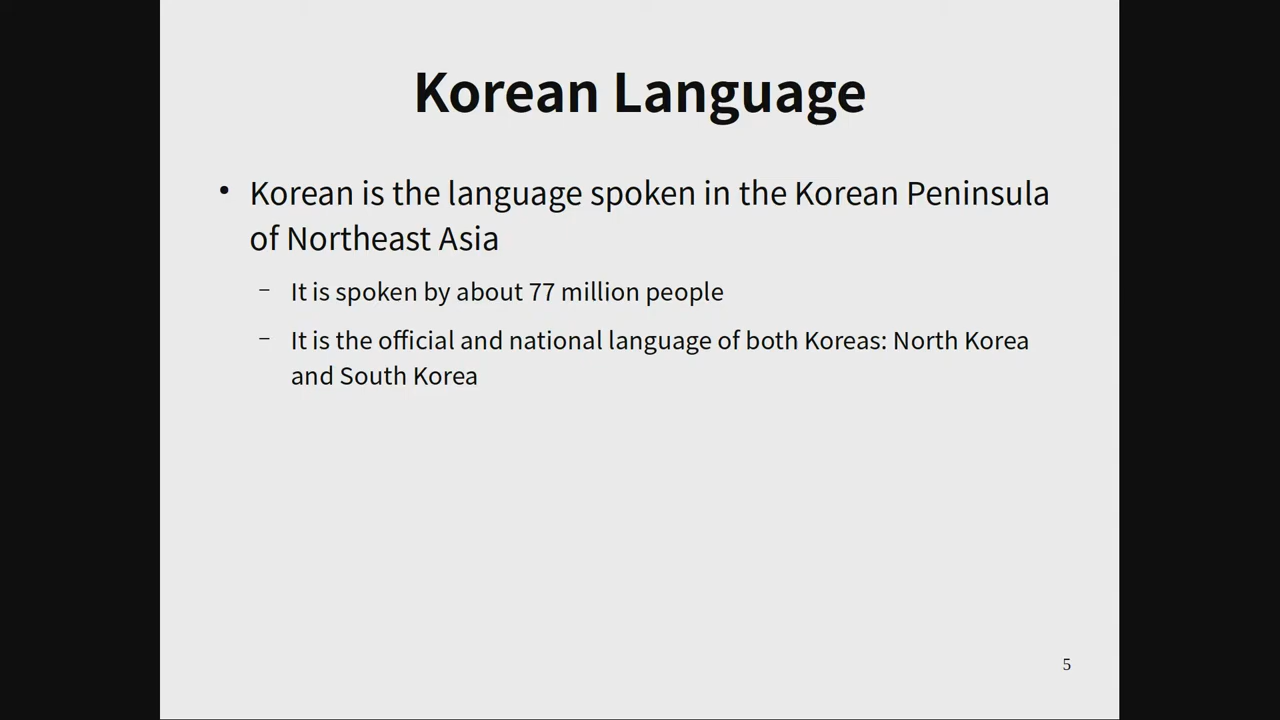 Korean Language
• Korean is the language spoken in the Korean Peninsula
of Northeast Asia
– It is spoken by about 77 million people
– It is the official and national language of both Koreas: North Korea
and South Korea
5